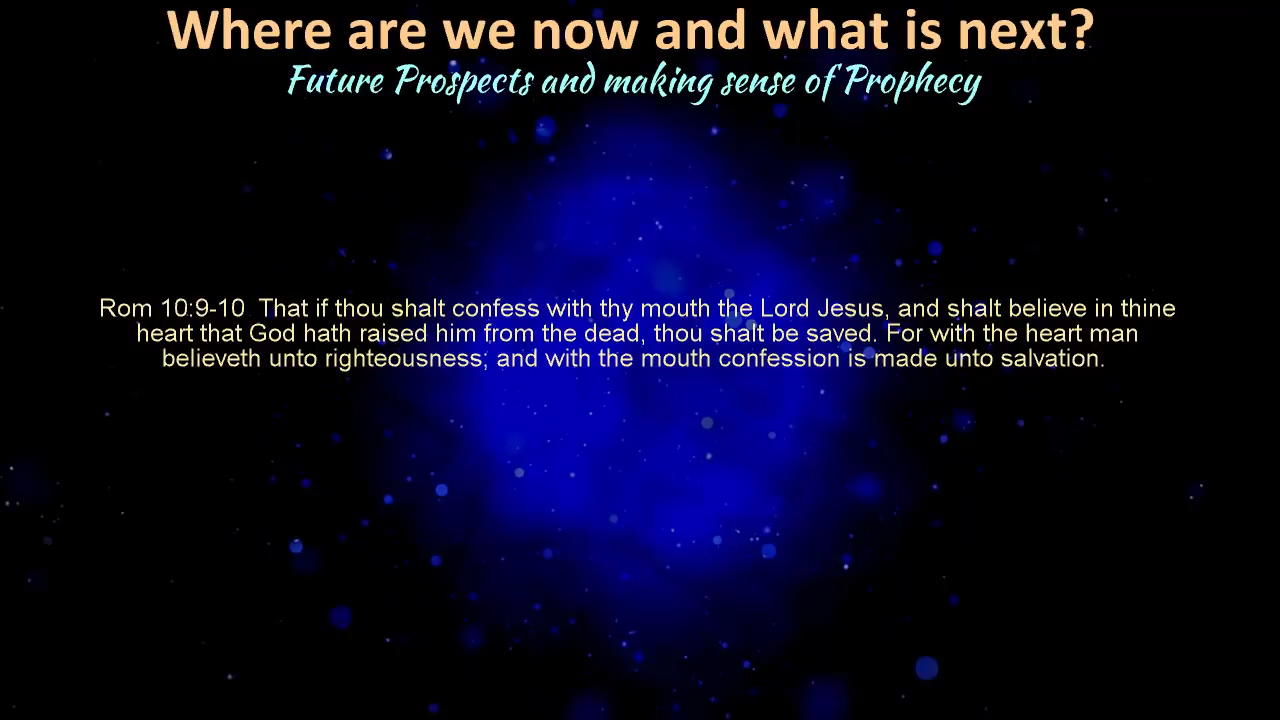 Where are we now and what is next?
Future Prospects and making sense of Prophecy
Rom 10:9-10  That if thou shalt confess with thy mouth the Lord Jesus, and shalt believe in thine
heart that God hath raised him from the dead, thou shalt be saved. For with the heart man
believeth unto righteousness; and with the mouth confession is made unto salvation.